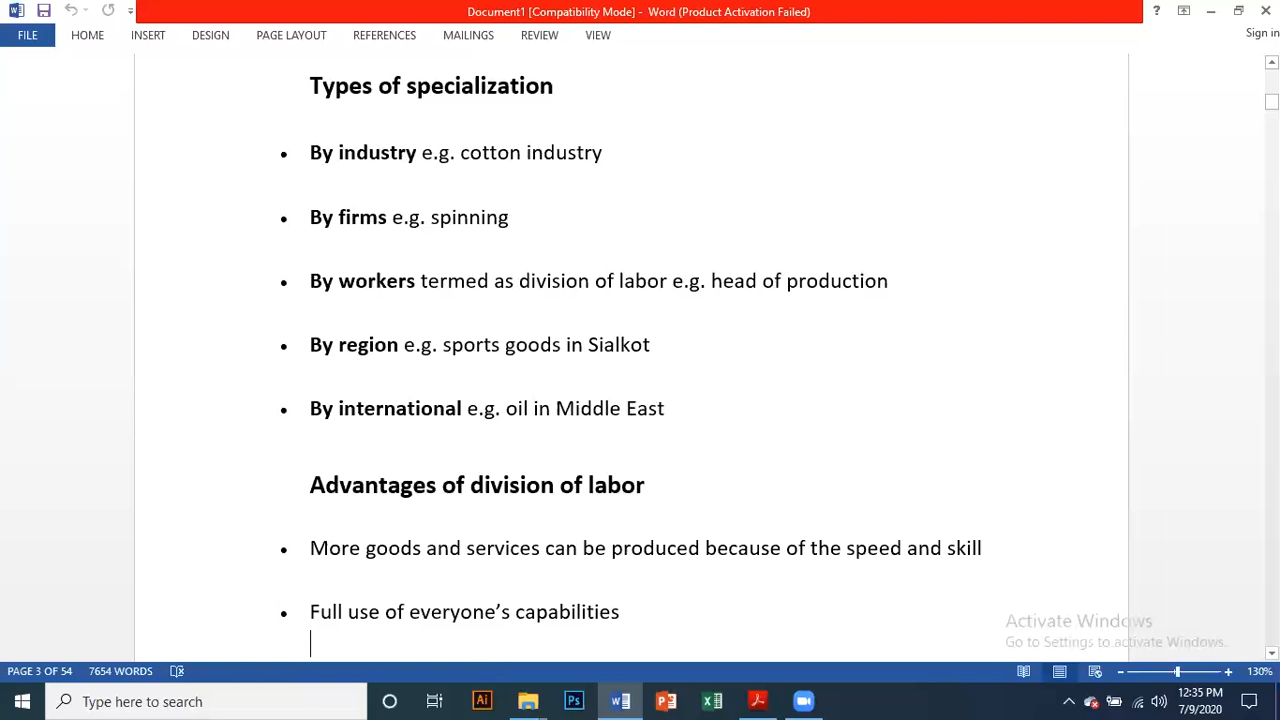 Document1 [Compatibility Mode] - Word (Product Activation Failed)
?
FILE HOME INSERT DESIGN PAGE LAYOUT REFERENCES MAILINGS REVIEW VIEW Sign in
Types of specialization
• By industry e.g. cotton industry
• By firms e.g. spinning
• By workers termed as division of labor e.g. head of production
• By region e.g. sports goods in Sialkot
• By international e.g. oil in Middle East
Advantages of division of labor
• More goods and services can be produced because of the speed and skill
• Full use of everyone’s capabilities
Activate Windows
Go to Settings to activate Windows.
PAGE 3 OF 54 7654 WORDS 130%
Type here to search
Ai Ps
12:35 PM
7/9/2020